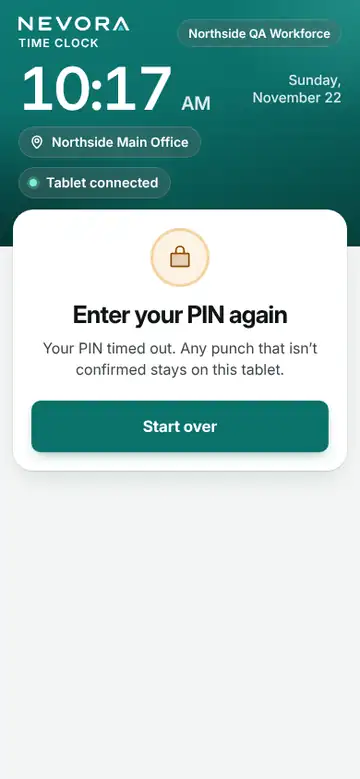 NEVORA
TIME CLOCK
Northside QA Workforce
10:17 AM
Sunday,
November 22
Northside Main Office
Tablet connected
Enter your PIN again
Your PIN timed out. Any punch that isn’t
confirmed stays on this tablet.
Start over